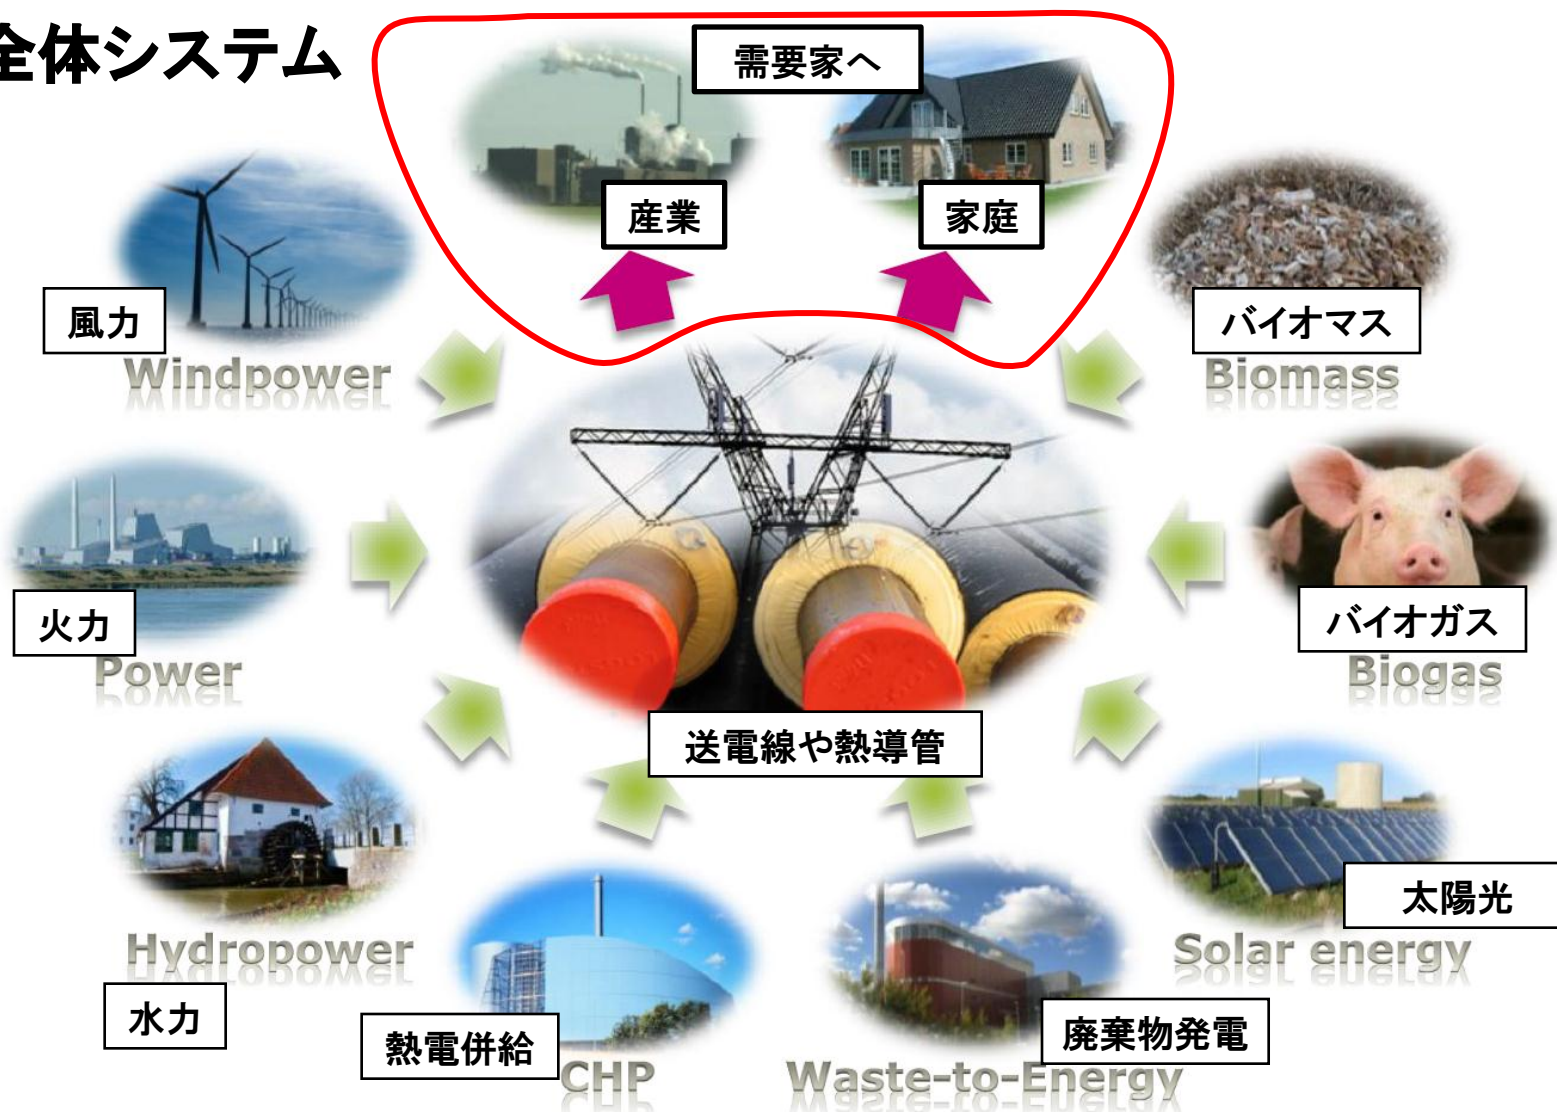 全体システム
需要家へ
産業
家庭
風力
Windpower
バイオマス
Biomass
火力
Power
バイオガス
Biogas
送電線や熱導管
Hydropower
水力
太陽光
Solar energy
熱電併給
CHP
廃棄物発電
Waste-to-Energy